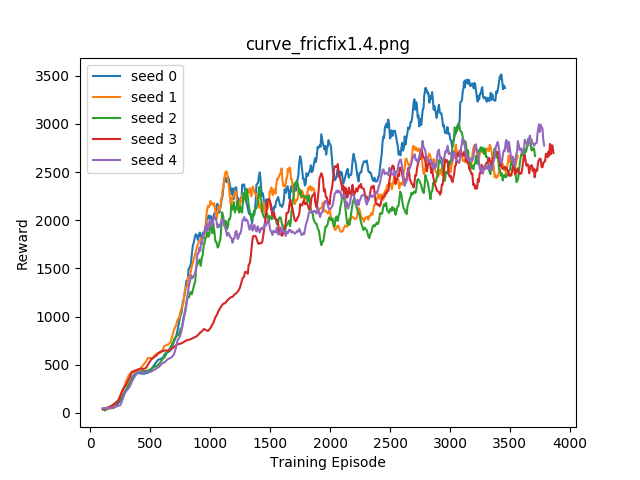 curve_fricfix1.4.png
seed 0
seed 1
seed 2
seed 3
seed 4
Reward
3500
3000
2500
2000
1500
1000
500
0
0 500 1000 1500 2000 2500 3000 3500 4000
Training Episode